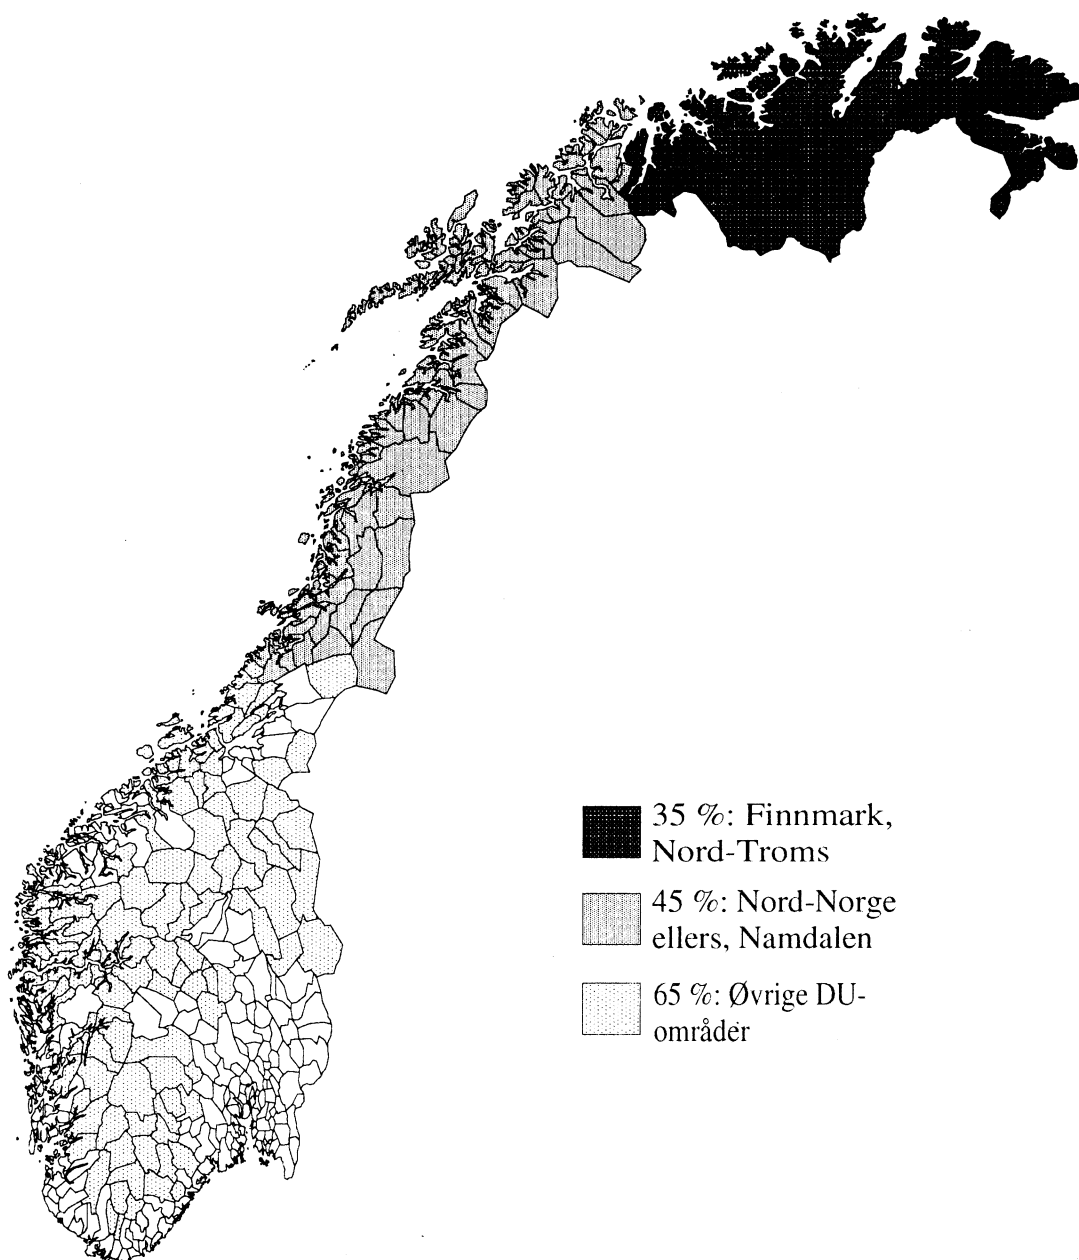 35 %: Finnmark,
Nord-Troms
45 %: Nord-Norge
ellers, Namdalen
65 %: Øvrige DU-
områder